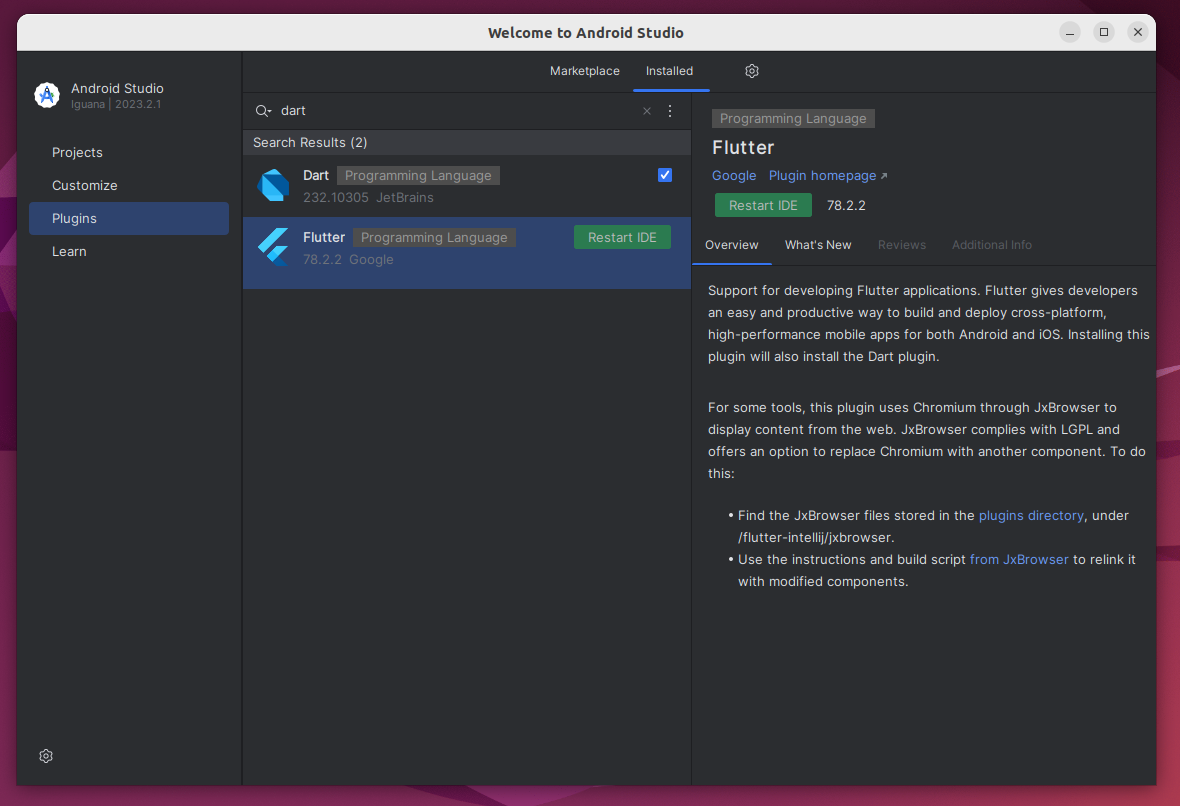 Welcome to Android Studio
Android Studio
Iguana | 2023.2.1
Projects
Customize
Plugins
Learn
Marketplace Installed
dart
Search Results (2)
Dart Programming Language
232.10305 JetBrains
Flutter Programming Language Restart IDE
78.2.2 Google
Programming Language
Flutter
Google Plugin homepage ↗
Restart IDE 78.2.2
Overview What's New Reviews Additional Info
Support for developing Flutter applications. Flutter gives developers
an easy and productive way to build and deploy cross-platform,
high-performance mobile apps for both Android and iOS. Installing this
plugin will also install the Dart plugin.
For some tools, this plugin uses Chromium through JxBrowser to
display content from the web. JxBrowser complies with LGPL and
offers an option to replace Chromium with another component. To do
this:
• Find the JxBrowser files stored in the plugins directory, under
/flutter-intellij/jxbrowser.
• Use the instructions and build script from JxBrowser to relink it
with modified components.